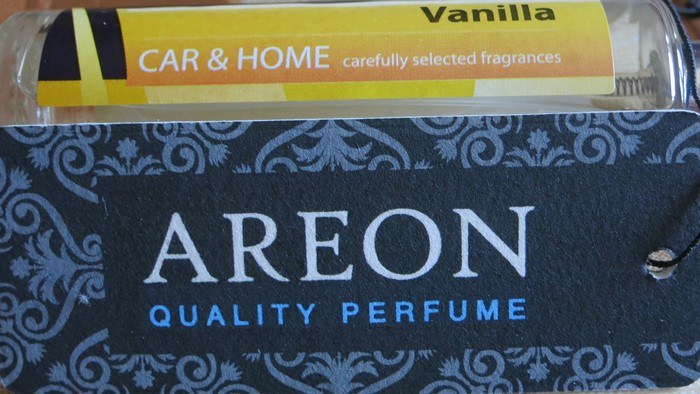 Vanilla
CAR & HOME carefully selected fragrances
AREON
QUALITY PERFUME